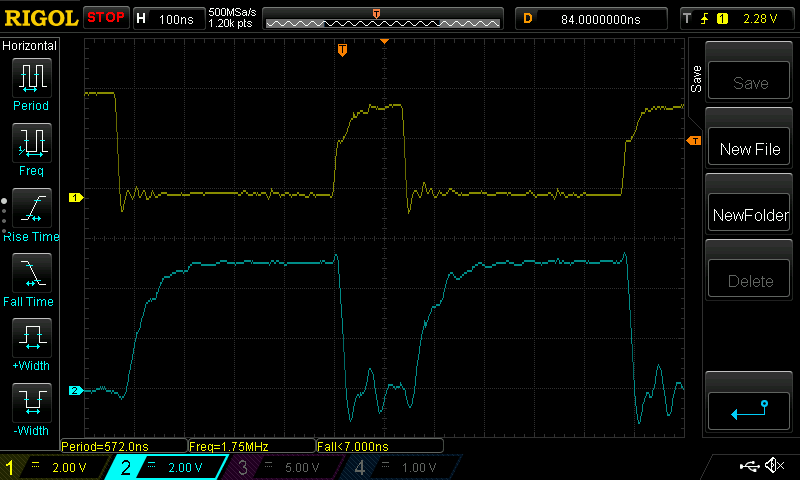 RIGOL STOP H 100ns 500MSa/s D 84.0000000ns T 1 2.28 V
1.20k pts
T
Horizontal
Save
Period
Freq
Rise Time
Fall Time
+Width
-Width
T
T
1
2
Save
New File
NewFolder
Delete
Period=572.0ns Freq=1.75MHz Fall<7.000ns
1 2.00 V 2 2.00 V 3 5.00 V 4 1.00 V